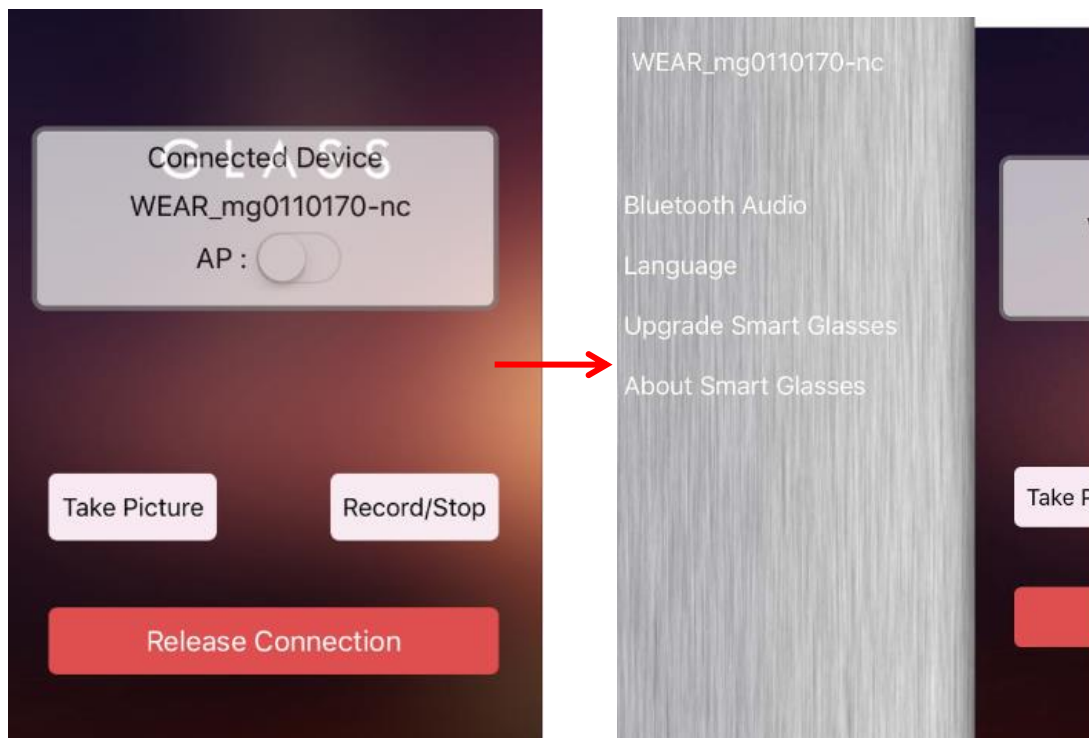 GLASS
Connected Device
WEAR_mg0110170-nc
AP :
Take Picture
Record/Stop
Release Connection
WEAR_mg0110170-nc
Bluetooth Audio
Language
Upgrade Smart Glasses
About Smart Glasses
Take P